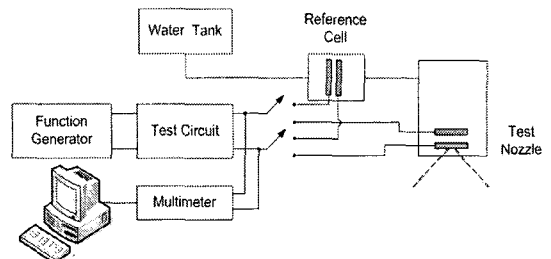 Water Tank
Reference
Cell
Function
Generator
Test Circuit
Test
Nozzle
Multimeter